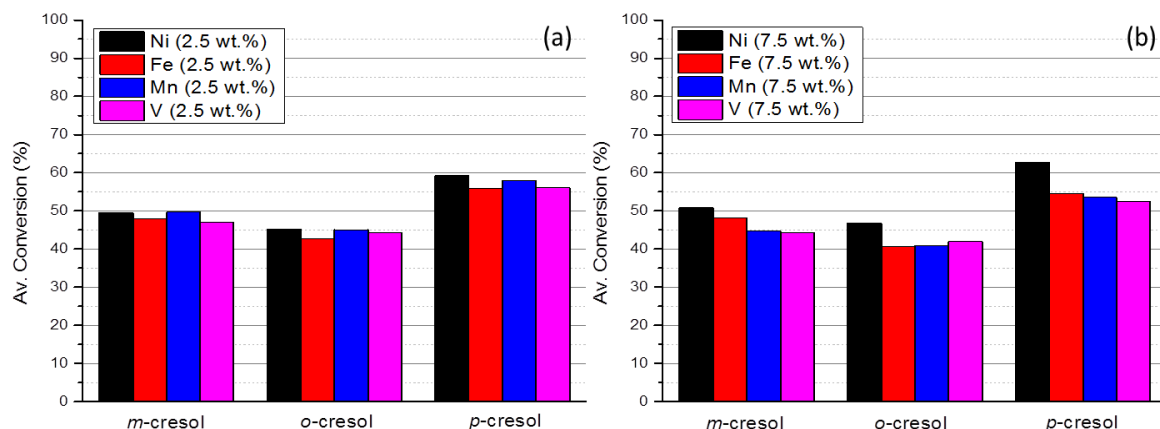 (a)
Ni (2.5 wt.%)
Fe (2.5 wt.%)
Mn (2.5 wt.%)
V (2.5 wt.%)
Av. Conversion (%)
100
90
80
70
60
50
40
30
20
10
0
m-cresol o-cresol p-cresol
(b)
Ni (7.5 wt.%)
Fe (7.5 wt.%)
Mn (7.5 wt.%)
V (7.5 wt.%)
Av. Conversion (%)
100
90
80
70
60
50
40
30
20
10
0
m-cresol o-cresol p-cresol